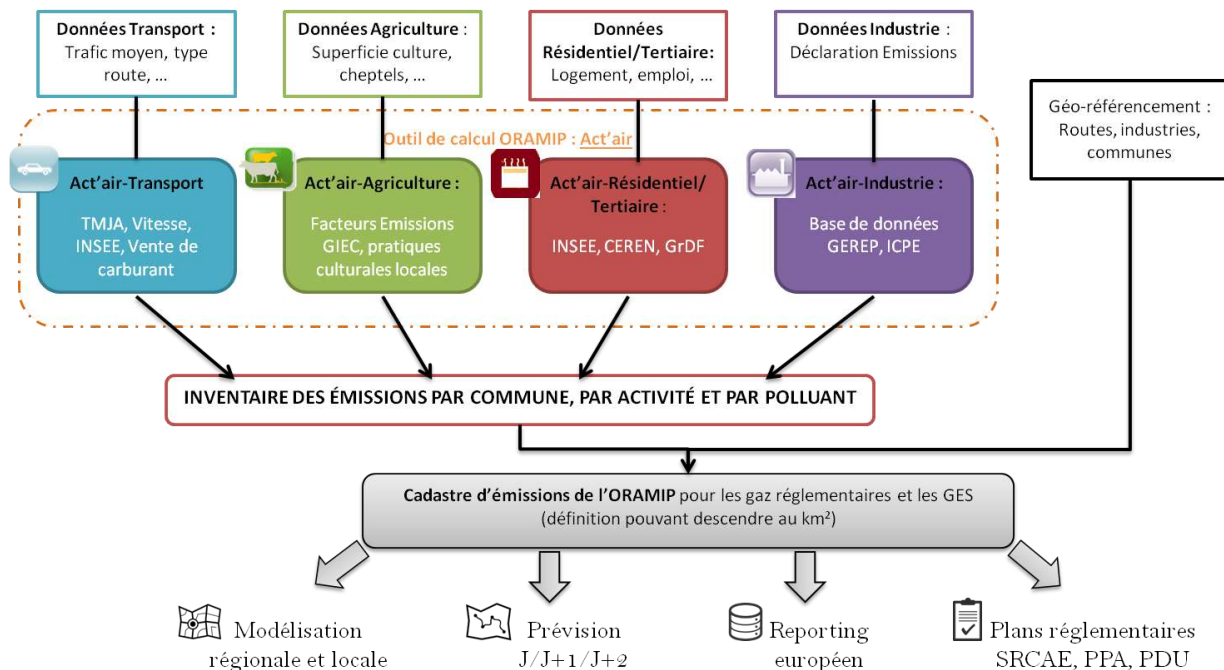 Données Transport :
Trafic moyen, type
route, ...
Données Agriculture :
Superficie culture,
cheptels, ...
Données
Résidentiel/Tertiaire:
Logement, emploi, ...
Données Industrie :
Déclaration Emissions
Géo-référencement :
Routes, industries,
communes
Outil de calcul ORAMIP : Act'air
Act'air-Transport
TMJA, Vitesse,
INSEE, Vente de
carburant
Act'air-Agriculture :
Facteurs Emissions
GIEC, pratiques
culturales locales
Act'air-Résidentiel/
Tertiaire :
INSEE, CEREN, GrDF
Act'air-Industrie :
Base de données
GEREP, ICPE
INVENTAIRE DES ÉMISSIONS PAR COMMUNE, PAR ACTIVITÉ ET PAR POLLUANT
Cadastre d'émissions de l'ORAMIP pour les gaz réglementaires et les GES
(définition pouvant descendre au km²)
Modélisation
régionale et locale
Prévision
J/J+1/J+2
Reporting
européen
Plans réglementaires
SRCAE, PPA, PDU